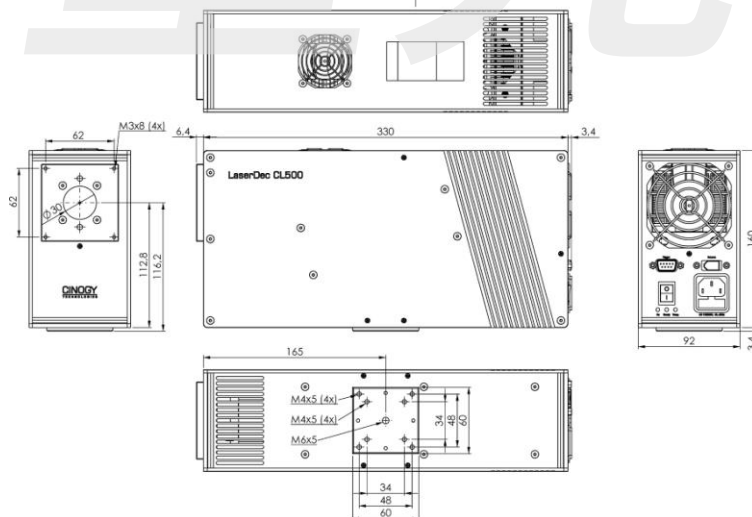 62
M3x8 (4x)
6,4
330
3,4
LaserDec CL500
62
Ø 30
112,8
116,2
CINOGY
TECHNOLOGIES
160
92
3,4
165
M4x5 (4x)
M4x5 (4x)
M6x5
34
48
60
34
48
60